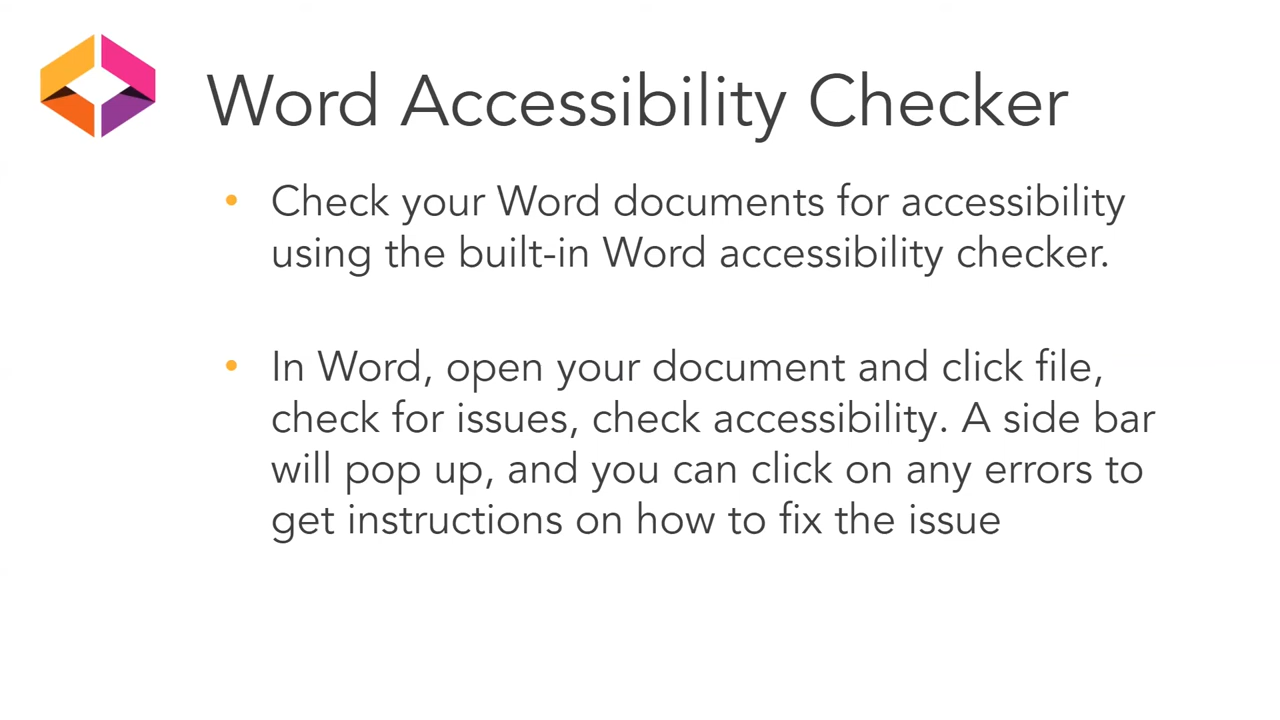 Word Accessibility Checker
• Check your Word documents for accessibility
using the built-in Word accessibility checker.
• In Word, open your document and click file,
check for issues, check accessibility. A side bar
will pop up, and you can click on any errors to
get instructions on how to fix the issue